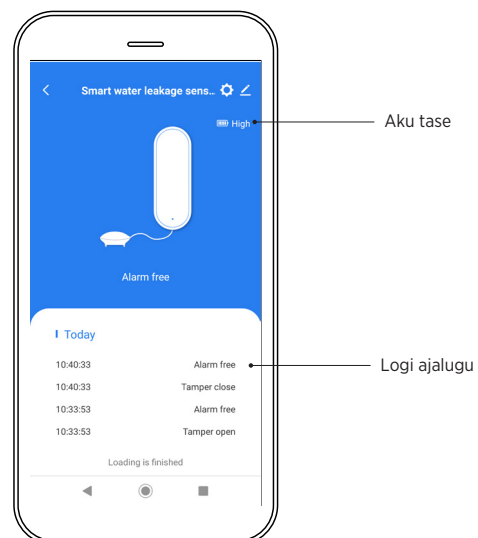 Smart water leakage sens..
High
Aku tase
Alarm free
Today
10:40:33 Alarm free
Logi ajalugu
10:40:33 Tamper close
10:33:53 Alarm free
10:33:53 Tamper open
Loading is finished